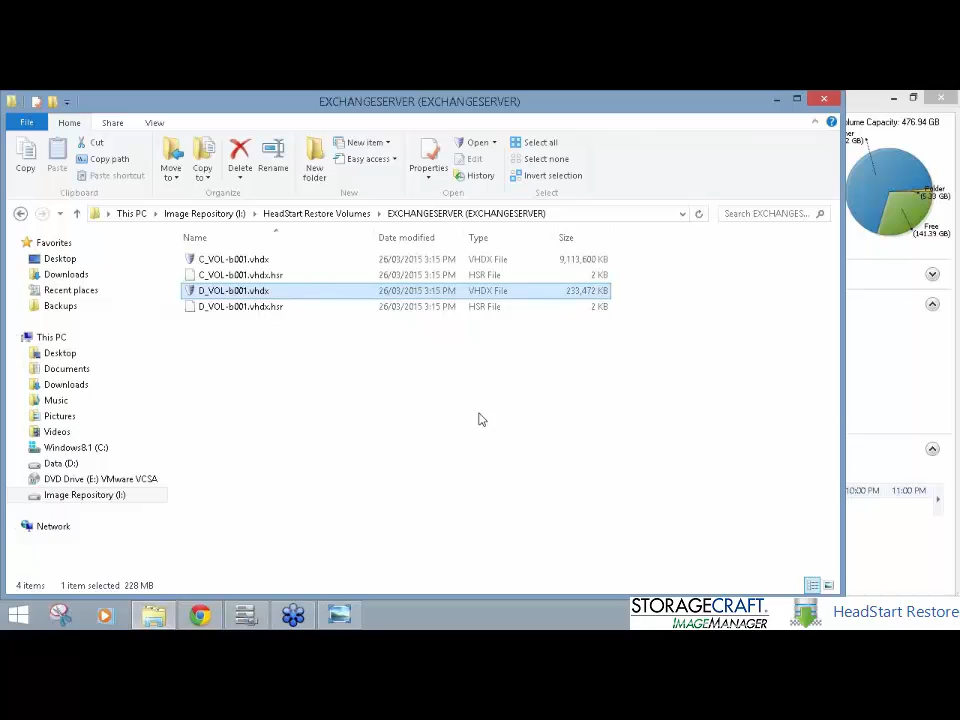 EXCHANGESERVER (EXCHANGESERVER)
File Home Share View
Copy
Paste
Cut
Copy path
Paste shortcut
Clipboard
Move to
Copy to
Delete
Rename
Organize
New folder
New item
Easy access
New
Properties
Open
Edit
History
Open
Select all
Select none
Invert selection
Select
This PC Image Repository (I:) HeadStart Restore Volumes EXCHANGESERVER (EXCHANGESERVER)
Search EXCHANGES...
Name Date modified Type Size
C_VOL-b001.vhdx 26/03/2015 3:15 PM VHDX File 9,113,600 KB
C_VOL-b001.vhdx.hsr 26/03/2015 3:15 PM HSR File 2 KB
D_VOL-b001.vhdx 26/03/2015 3:15 PM VHDX File 233,472 KB
D_VOL-b001.vhdx.hsr 26/03/2015 3:15 PM HSR File 2 KB
Favorites
Desktop
Downloads
Recent places
Backups
This PC
Desktop
Documents
Downloads
Music
Pictures
Videos
Windows8.1 (C:)
Data (D:)
DVD Drive (E:) VMware VCSA
Image Repository (I:)
Network
4 items 1 item selected 228 MB
Capacity: 476.94 GB
Free
(141.39 GB)
10:00 PM 11:00 PM
STORAGECRAFT.
IMAGEMANAGER
HeadStart Restore